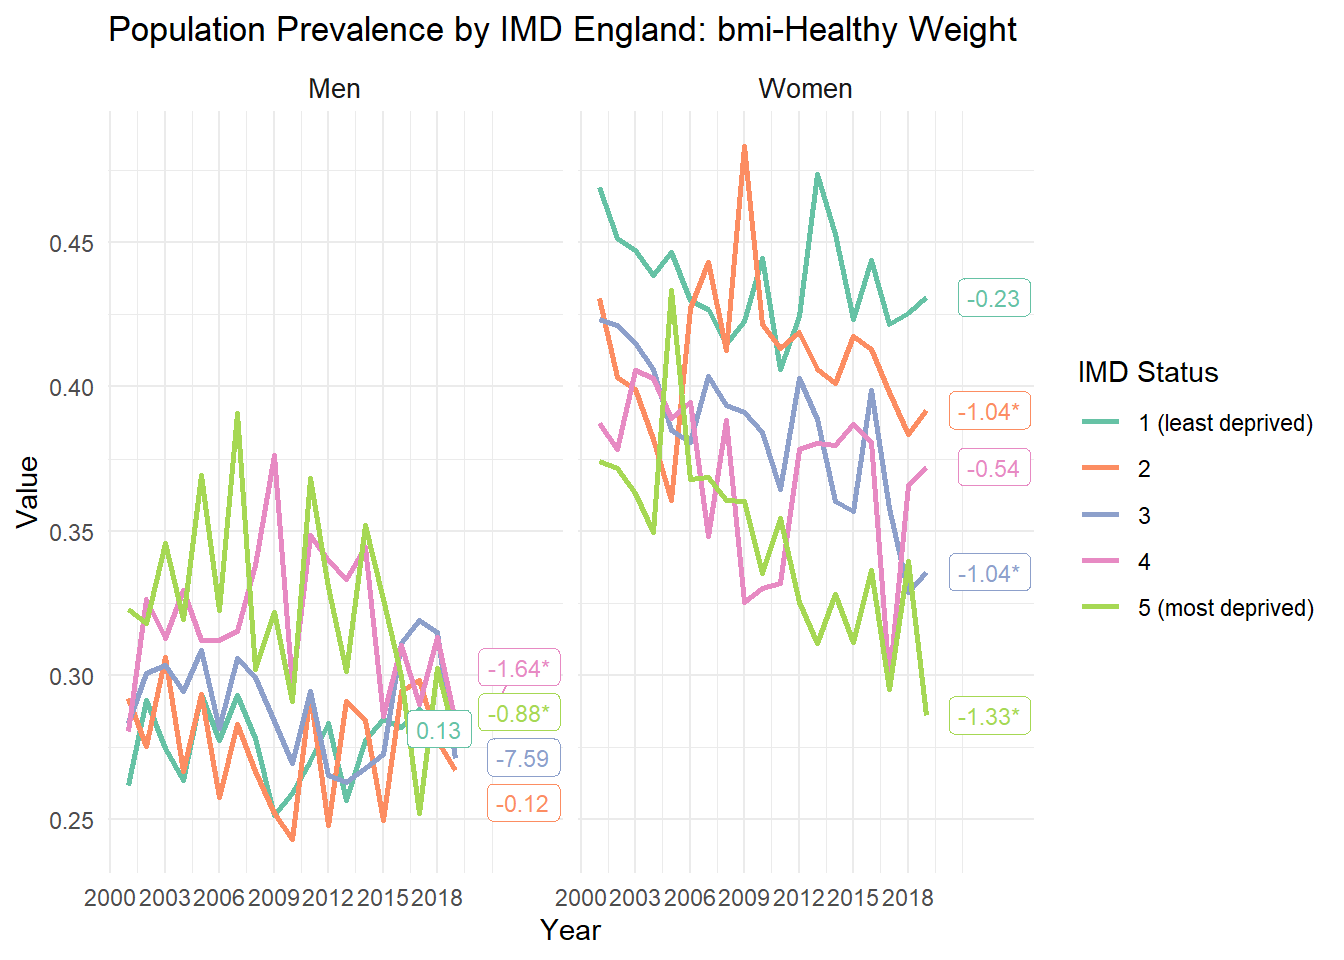 Population Prevalence by IMD England: bmi-Healthy Weight
Men
Women
Value
0.45
0.40
0.35
0.30
0.25
-1.64*
-0.88*
0.13
-7.59
-0.12
-0.23
-1.04*
-0.54
-1.04*
-1.33*
2000 2003 2006 2009 2012 2015 2018
2000 2003 2006 2009 2012 2015 2018
Year
IMD Status
1 (least deprived)
2
3
4
5 (most deprived)